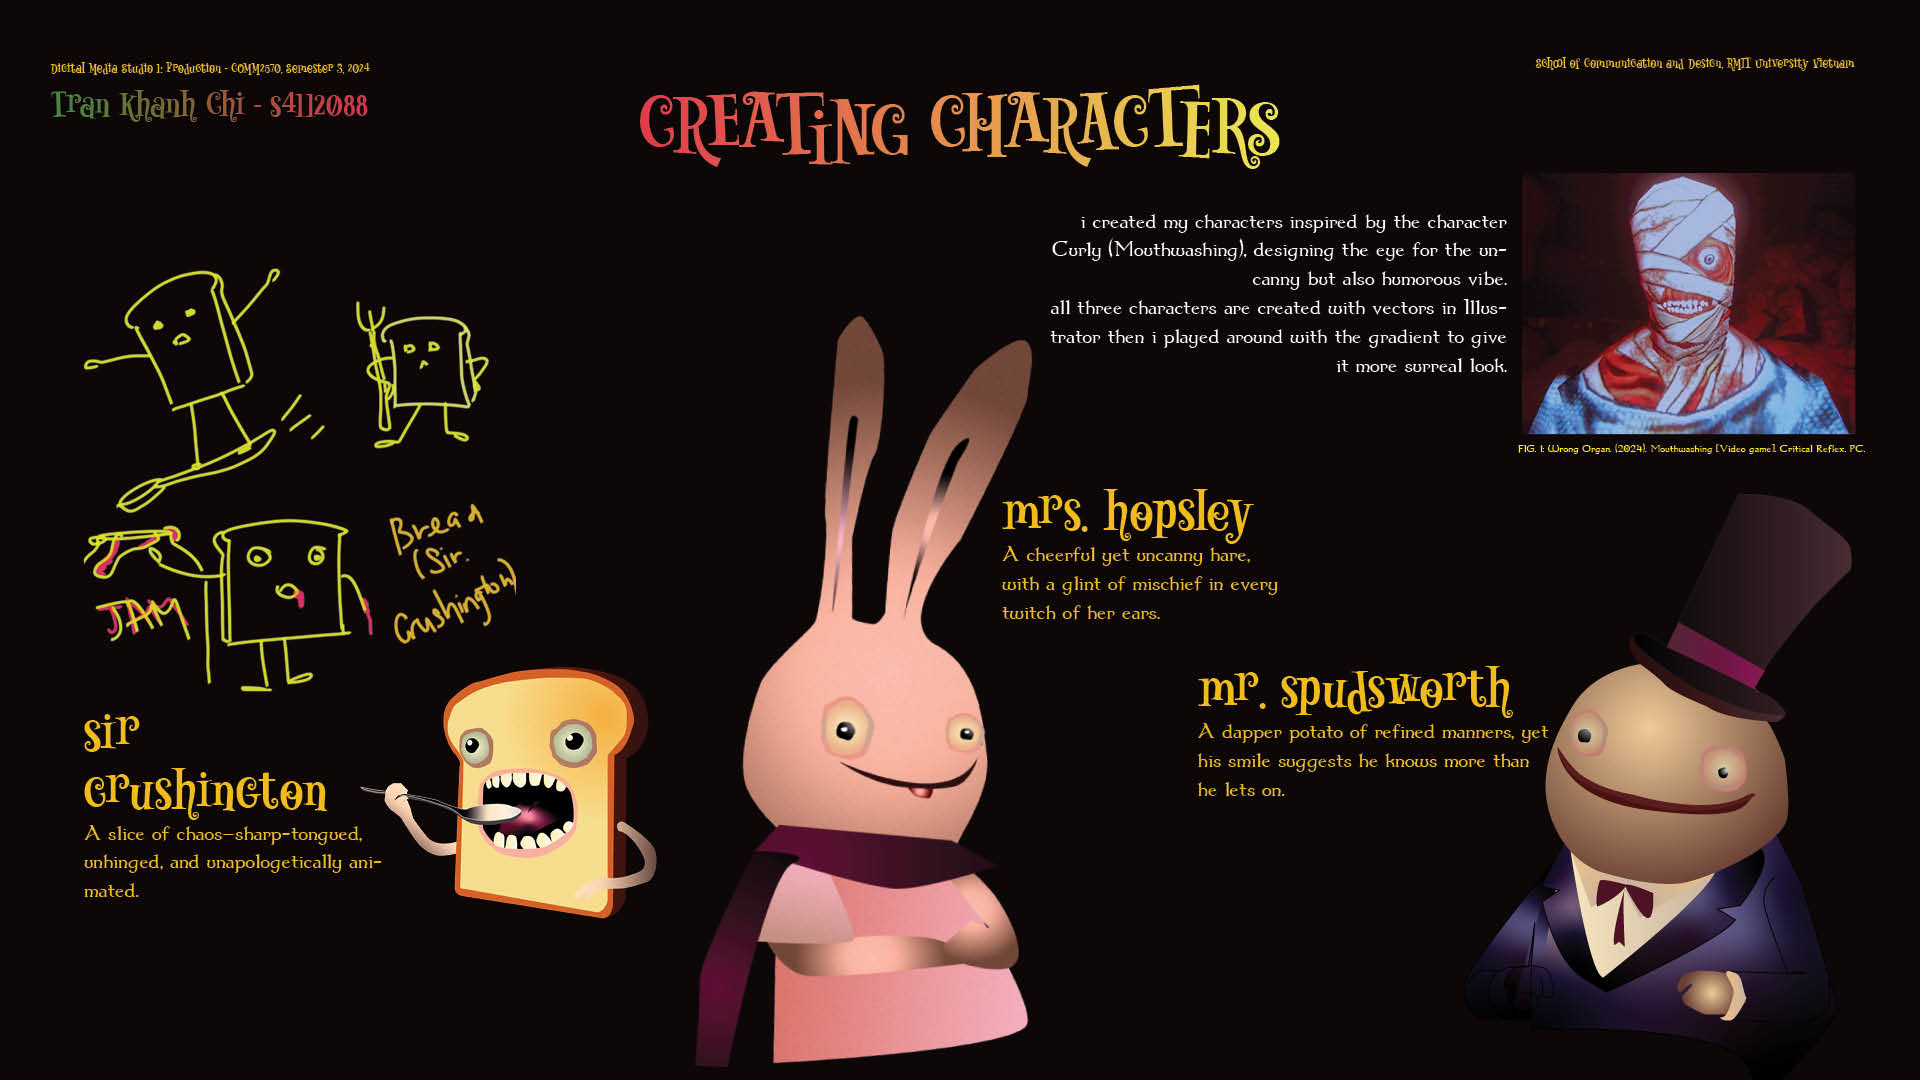 Digital Media Studio 1: Production - COMM2570, Semester 3, 2024
Tran Khanh Chi - s4112088
School of Communication and Design, RMIT University Vietnam
CREATiNG CHARACTERS
i created my characters inspired by the character
Curly (Mouthwashing), designing the eye for the un-
canny but also humorous vibe.
all three characters are created with vectors in Illus-
trator then i played around with the gradient to give
it more surreal look.
FIG. 1: Wrong Organ. (2024). Mouthwashing [Video game]. Critical Reflex. PC.
JAM
Bread
(Sir.
Crushington)
mrs. hopsley
A cheerful yet uncanny hare,
with a glint of mischief in every
twitch of her ears.
mr. spudsworth
A dapper potato of refined manners, yet
his smile suggests he knows more than
he lets on.
sir
crushington
A slice of chaos—sharp-tongued,
unhinged, and unapologetically ani-
mated.